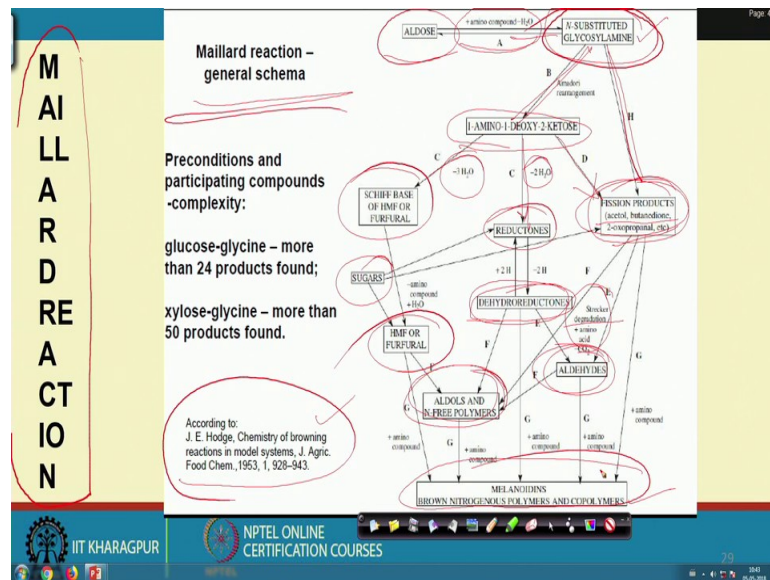 Page: 4
M
AI
LL
A
R
D
RE
A
CT
IO
N
Maillard reaction –
general schema
Preconditions and
participating compounds
-complexity:
glucose-glycine – more
than 24 products found;
xylose-glycine – more than
50 products found.
According to:
J. E. Hodge, Chemistry of browning
reactions in model systems, J. Agric.
Food Chem.,1953, 1, 928–943.
ALDOSE
+ amino compound −H₂O
A
N-SUBSTITUTED
GLYCOSYLAMINE
B
Amadori
rearrangement
H
1-AMINO-1-DEOXY-2-KETOSE
C
−3 H₂O
C
−2 H₂O
D
SCHIFF BASE
OF HMF OR
FURFURAL
REDUCTONES
FISSION PRODUCTS
(acetol, butanedione,
2-oxopropinal, etc)
SUGARS
−amino
compound
+ H₂O
+ 2 H
−2H
F
DEHYDROREDUCTONES
E
E
Strecker
degradation
+ amino
acid
CO₂
HMF OR
FURFURAL
F
F
F
G
ALDEHYDES
ALDOLS AND
N-FREE POLYMERS
G
+ amino
compound
G
+ amino
compound
G
+ amino
compound
G
+ amino
compound
+ amino
compound
MELANOIDINS
BROWN NITROGENOUS POLYMERS AND COPOLYMERS
IIT KHARAGPUR
NPTEL ONLINE
CERTIFICATION COURSES
29
10:43